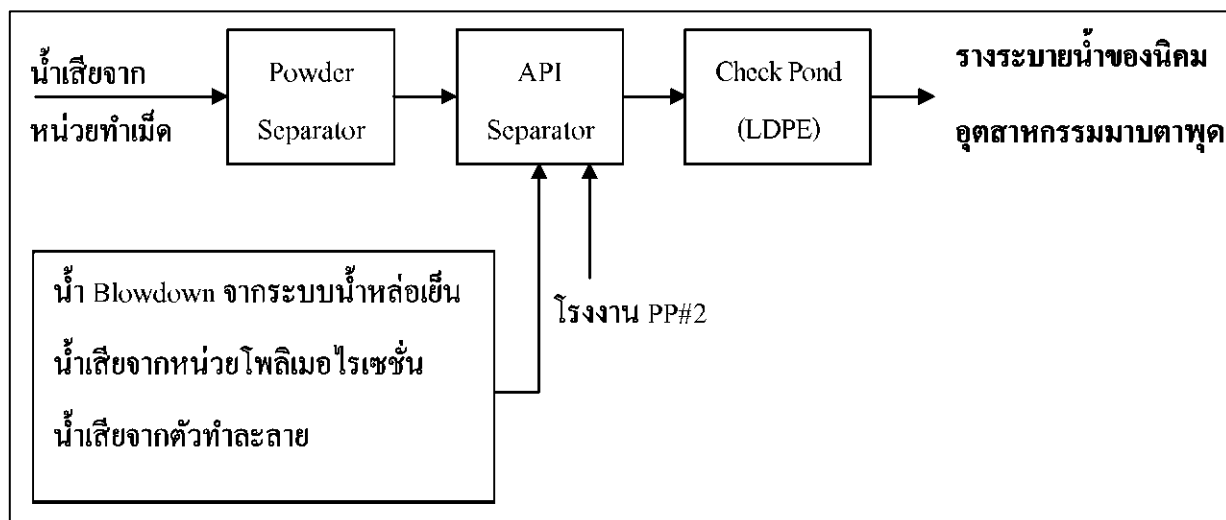 น้ำเสียจาก
หน่วยทำเม็ด
Powder
Separator
API
Separator
Check Pond
(LDPE)
รางระบายน้ำของนิคม
อุตสาหกรรมมาบตาพุด
น้ำ Blowdown จากระบบน้ำหล่อเย็น
น้ำเสียจากหน่วยโพลิเมอไรเซชั่น
น้ำเสียจากตัวทำละลาย
โรงงาน PP#2